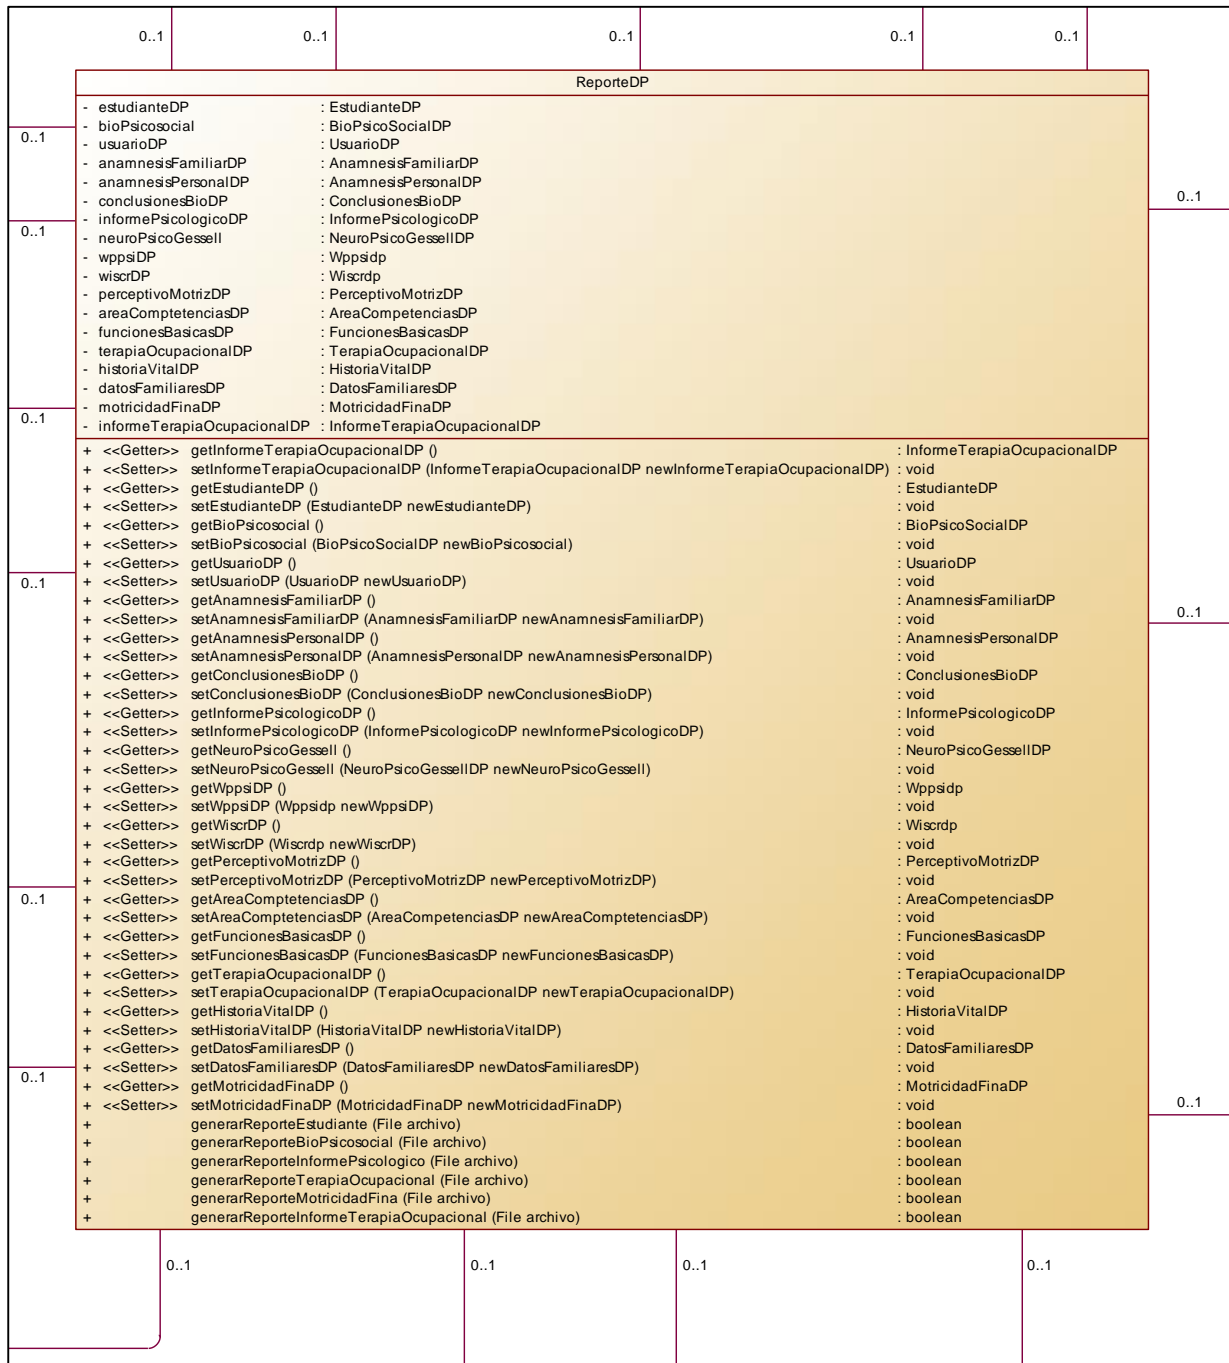 0..1 0..1 0..1 0..1 0..1
ReporteDP
- estudianteDP : EstudianteDP
- bioPsicosocial : BioPsicoSocialDP
0..1
- usuarioDP : UsuarioDP
- anamnesisFamiliarDP : AnamnesisFamiliarDP
- anamnesisPersonalDP : AnamnesisPersonalDP
- conclusionesBioDP : ConclusionesBioDP
0..1
- informePsicologicoDP : InformePsicologicoDP
0..1
- neuroPsicoGessell : NeuroPsicoGessellDP
- wppsiDP : Wppsidp
- wiscrDP : Wiscrdp
- perceptivoMotrizDP : PerceptivoMotrizDP
- areaComptetenciasDP : AreaCompetenciasDP
- funcionesBasicasDP : FuncionesBasicasDP
- terapiaOcupacionalDP : TerapiaOcupacionalDP
- historiaVitalDP : HistoriaVitalDP
- datosFamiliaresDP : DatosFamiliaresDP
- motricidadFinaDP : MotricidadFinaDP
0..1
- informeTerapiaOcupacionalDP : InformeTerapiaOcupacionalDP
+ <<Getter>> getInformeTerapiaOcupacionalDP () : InformeTerapiaOcupacionalDP
+ <<Setter>> setInformeTerapiaOcupacionalDP (InformeTerapiaOcupacionalDP newInformeTerapiaOcupacionalDP) : void
+ <<Getter>> getEstudianteDP () : EstudianteDP
+ <<Setter>> setEstudianteDP (EstudianteDP newEstudianteDP) : void
+ <<Getter>> getBioPsicosocial () : BioPsicoSocialDP
+ <<Setter>> setBioPsicosocial (BioPsicoSocialDP newBioPsicosocial) : void
+ <<Getter>> getUsuarioDP () : UsuarioDP
+ <<Setter>> setUsuarioDP (UsuarioDP newUsuarioDP) : void
0..1
+ <<Getter>> getAnamnesisFamiliarDP () : AnamnesisFamiliarDP
+ <<Setter>> setAnamnesisFamiliarDP (AnamnesisFamiliarDP newAnamnesisFamiliarDP) : void
0..1
+ <<Getter>> getAnamnesisPersonalDP () : AnamnesisPersonalDP
+ <<Setter>> setAnamnesisPersonalDP (AnamnesisPersonalDP newAnamnesisPersonalDP) : void
+ <<Getter>> getConclusionesBioDP () : ConclusionesBioDP
+ <<Setter>> setConclusionesBioDP (ConclusionesBioDP newConclusionesBioDP) : void
+ <<Getter>> getInformePsicologicoDP () : InformePsicologicoDP
+ <<Setter>> setInformePsicologicoDP (InformePsicologicoDP newInformePsicologicoDP) : void
+ <<Getter>> getNeuroPsicoGessell () : NeuroPsicoGessellDP
+ <<Setter>> setNeuroPsicoGessell (NeuroPsicoGessellDP newNeuroPsicoGessell) : void
+ <<Getter>> getWppsiDP () : Wppsidp
+ <<Setter>> setWppsiDP (Wppsidp newWppsiDP) : void
+ <<Getter>> getWiscrDP () : Wiscrdp
+ <<Setter>> setWiscrDP (Wiscrdp newWiscrDP) : void
+ <<Getter>> getPerceptivoMotrizDP () : PerceptivoMotrizDP
+ <<Setter>> setPerceptivoMotrizDP (PerceptivoMotrizDP newPerceptivoMotrizDP) : void
0..1
+ <<Getter>> getAreaComptetenciasDP () : AreaCompetenciasDP
+ <<Setter>> setAreaComptetenciasDP (AreaCompetenciasDP newAreaComptetenciasDP) : void
+ <<Getter>> getFuncionesBasicasDP () : FuncionesBasicasDP
+ <<Setter>> setFuncionesBasicasDP (FuncionesBasicasDP newFuncionesBasicasDP) : void
+ <<Getter>> getTerapiaOcupacionalDP () : TerapiaOcupacionalDP
+ <<Setter>> setTerapiaOcupacionalDP (TerapiaOcupacionalDP newTerapiaOcupacionalDP) : void
+ <<Getter>> getHistoriaVitalDP () : HistoriaVitalDP
+ <<Setter>> setHistoriaVitalDP (HistoriaVitalDP newHistoriaVitalDP) : void
+ <<Getter>> getDatosFamiliaresDP () : DatosFamiliaresDP
+ <<Setter>> setDatosFamiliaresDP (DatosFamiliaresDP newDatosFamiliaresDP) : void
0..1
+ <<Getter>> getMotricidadFinaDP () : MotricidadFinaDP
+ <<Setter>> setMotricidadFinaDP (MotricidadFinaDP newMotricidadFinaDP) : void
0..1
+ generarReporteEstudiante (File archivo) : boolean
+ generarReporteBioPsicosocial (File archivo) : boolean
+ generarReporteInformePsicologico (File archivo) : boolean
+ generarReporteTerapiaOcupacional (File archivo) : boolean
+ generarReporteMotricidadFina (File archivo) : boolean
+ generarReporteInformeTerapiaOcupacional (File archivo) : boolean
0..1 0..1 0..1 0..1